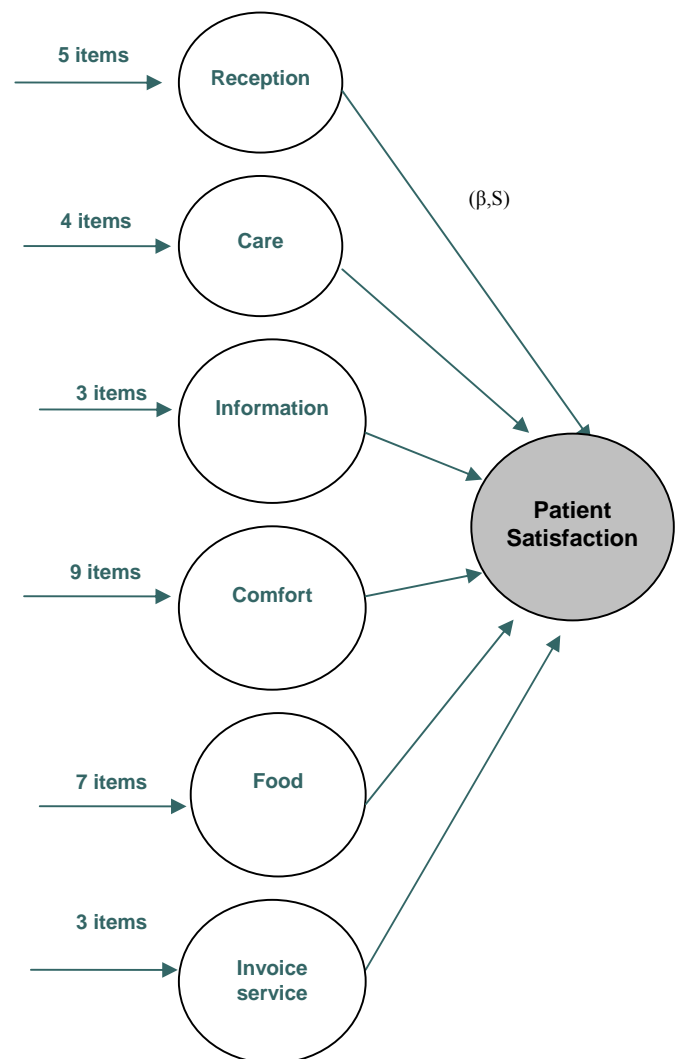 5 items
Reception
(β,S)
4 items
Care
3 items
Information
Patient
Satisfaction
9 items
Comfort
7 items
Food
3 items
Invoice
service